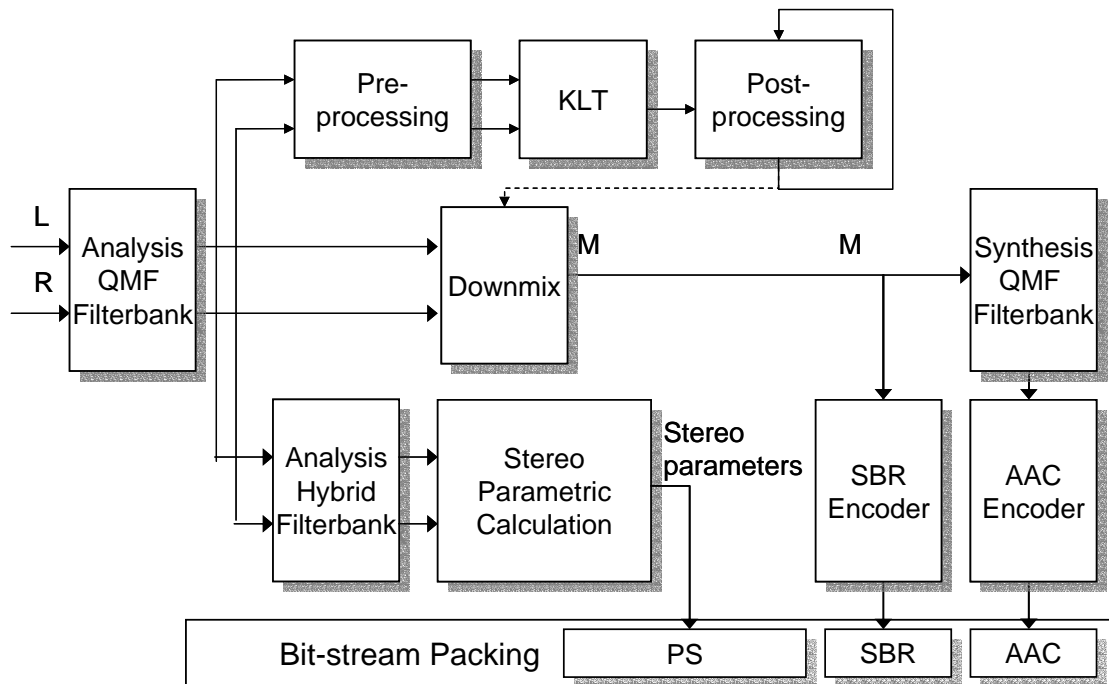 Pre-
processing
KLT
Post-
processing
L
R
Analysis
QMF
Filterbank
Downmix
M
M
Synthesis
QMF
Filterbank
Analysis
Hybrid
Filterbank
Stereo
Parametric
Calculation
Stereo
parameters
SBR
Encoder
AAC
Encoder
Bit-stream Packing
PS
SBR
AAC